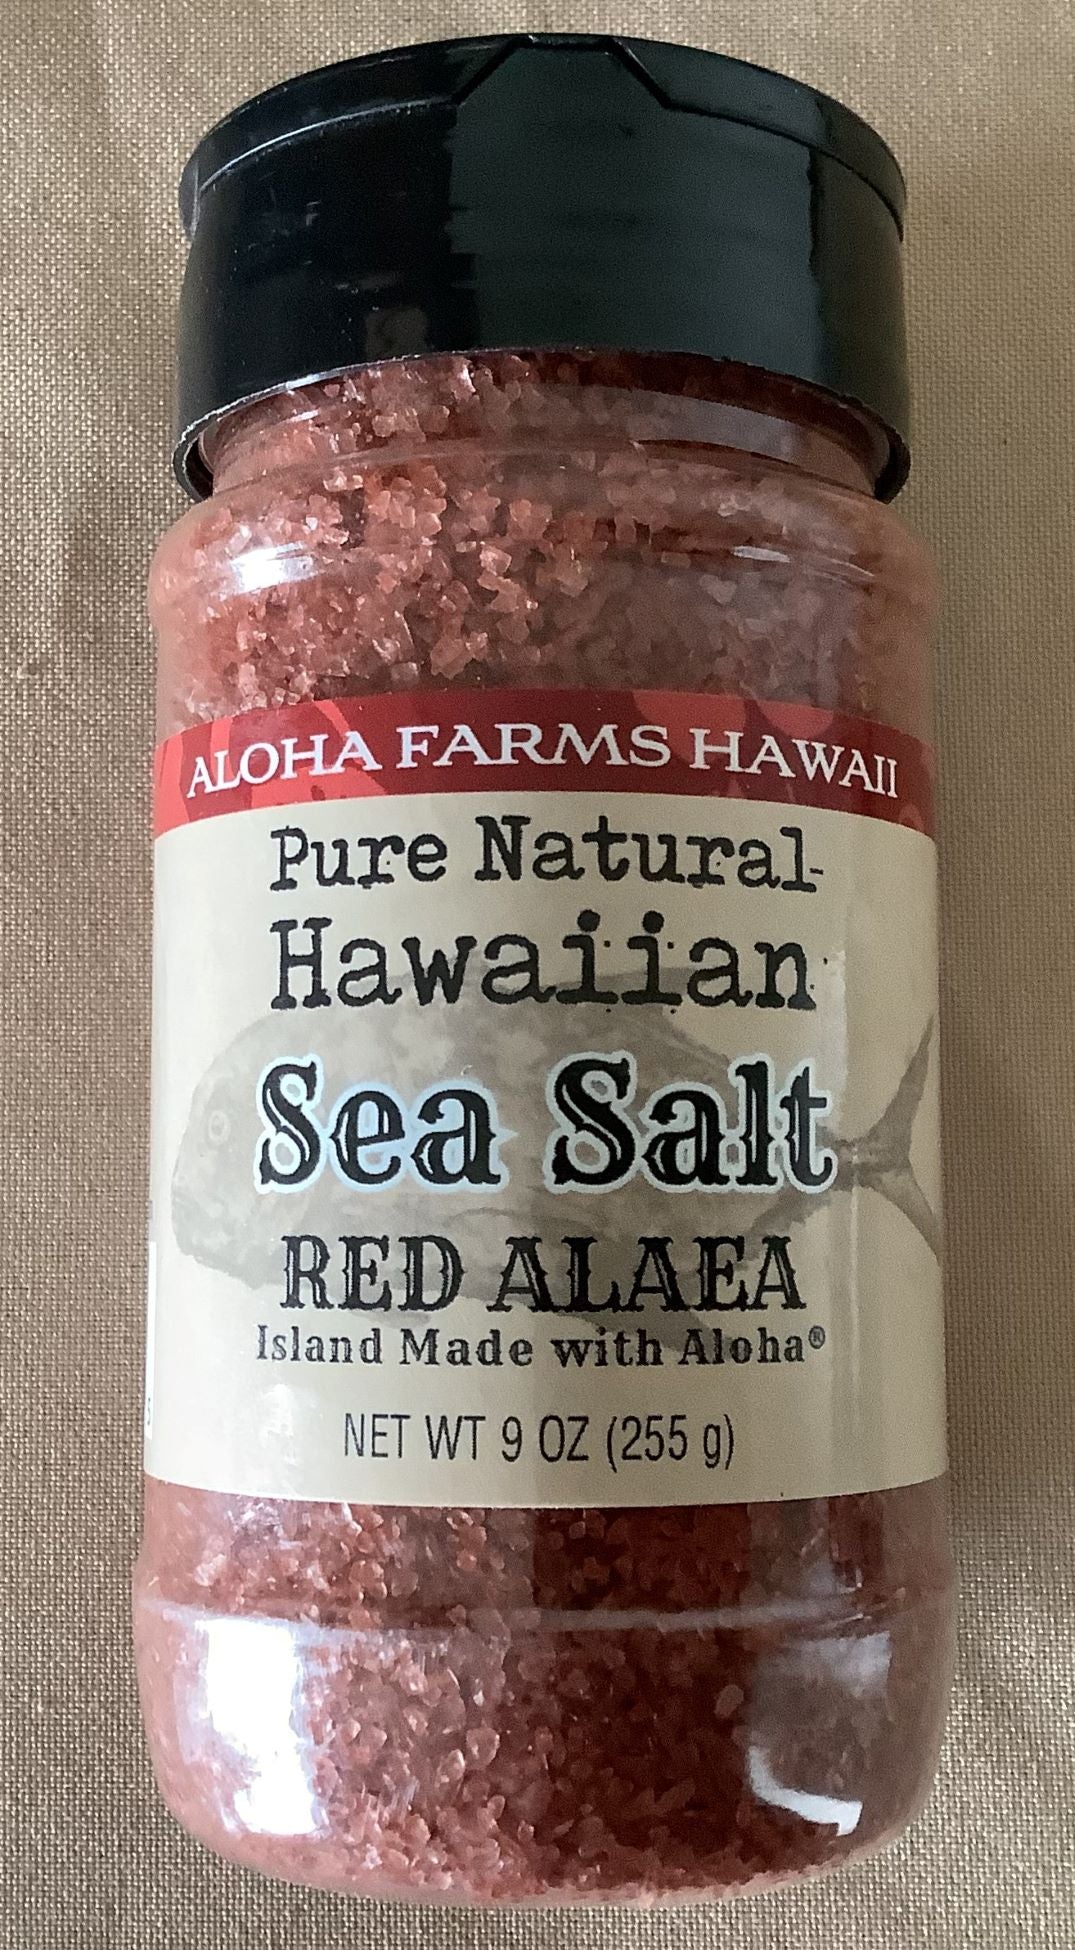 ALOHA FARMS HAWAII
Pure Natural
Hawaiian
Sea Salt
RED ALAEA
Island Made with Aloha®
NET WT 9 OZ (255 g)